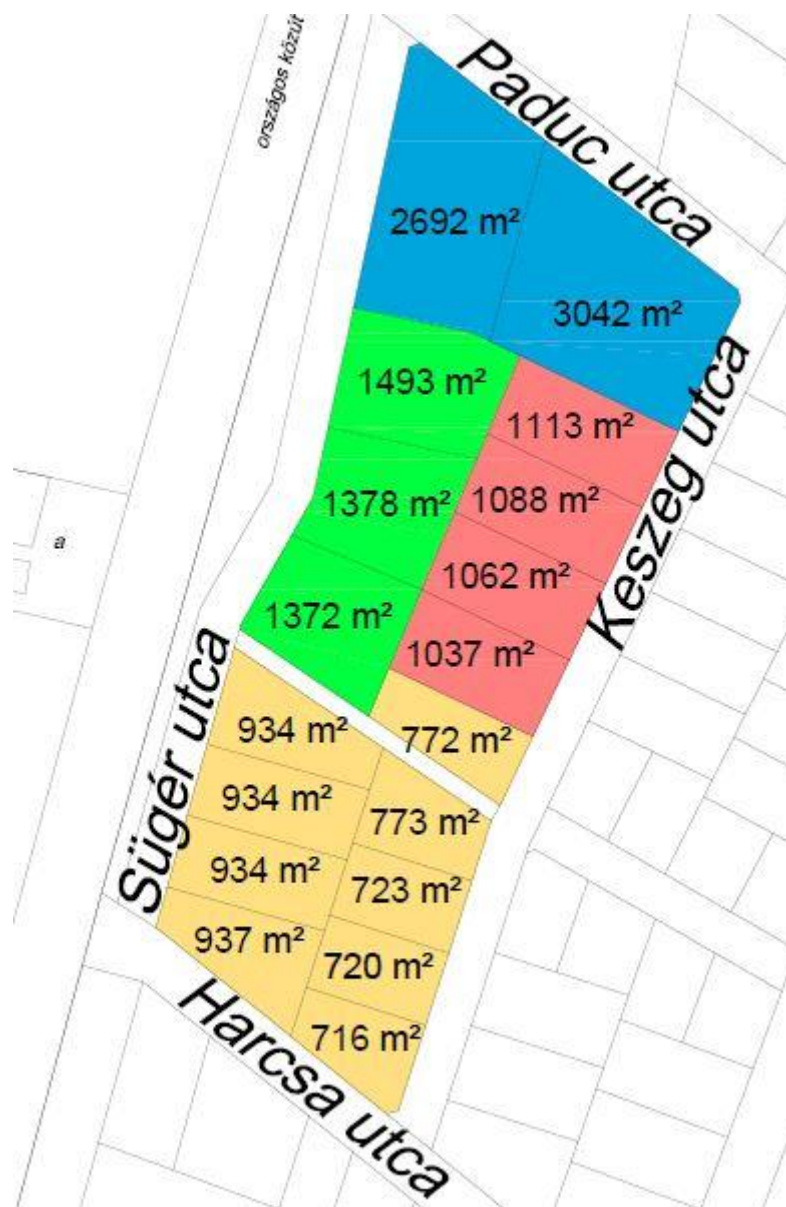 országos közút
Paduc utca
2692 m²
3042 m²
1493 m²
1113 m²
Keszeg utca
1378 m²
1088 m²
1062 m²
1372 m²
1037 m²
Sügér utca
934 m²
772 m²
934 m²
773 m²
934 m²
723 m²
937 m²
720 m²
716 m²
Harcsa utca